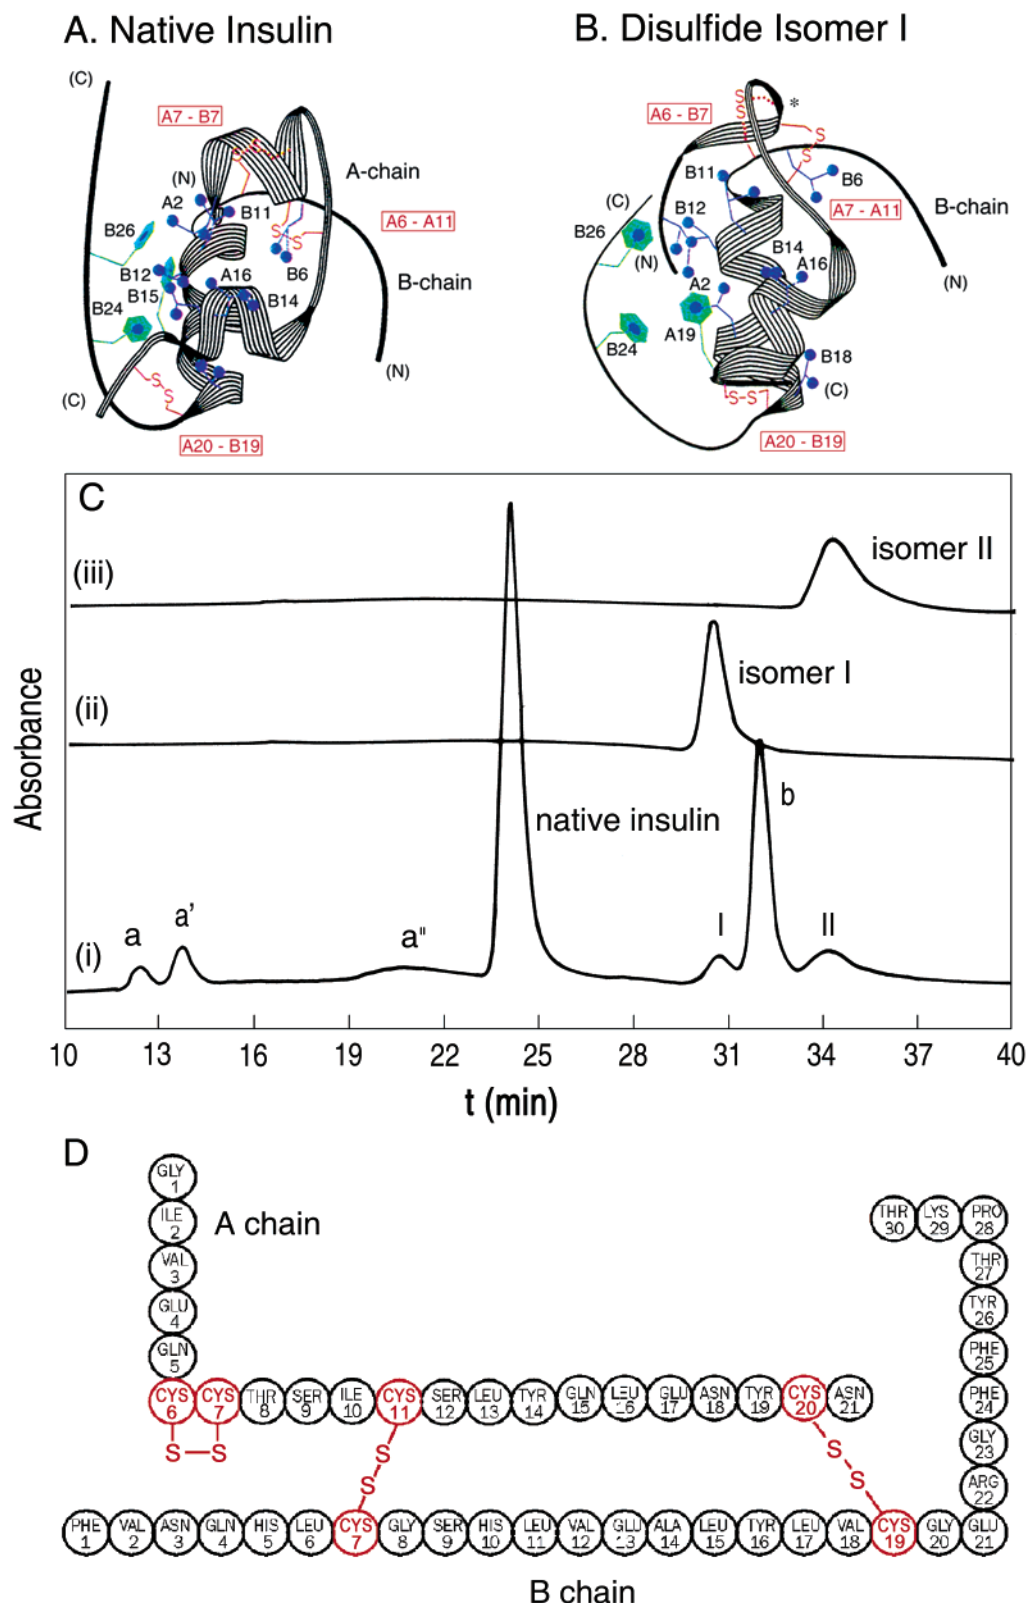 A. Native Insulin
B. Disulfide Isomer I
(C)
A7 - B7
A-chain
(N)
A2
B11
A6 - A11
B26
S
S
S
B12
A16
B6
B-chain
B15
B14
B24
(N)
S
S
(C)
A20 - B19
S
*
A6 - B7
S
S
S
B11
B6
(C)
A7 - A11
B-chain
B12
B26
B14
(N)
A16
(N)
A2
A19
B24
B18
S-S
(C)
A20 - B19
C
isomer II
(iii)
isomer I
(ii)
Absorbance
b
native insulin
a
a'
a"
I
II
(i)
10 13 16 19 22 25 28 31 34 37 40
t (min)
D
GLY 1
A chain
ILE 2
VAL 3
GLU 4
GLN 5
CYS 6 CYS 7 THR 8 SER 9 ILE 10 CYS 11 SER 12 LEU 13 TYR 14 GLN 15 LEU 16 GLU 17 ASN 18 TYR 19 CYS 20 ASN 21
THR 30 LYS 29 PRO 28
THR 27
TYR 26
PHE 25
PHE 24
GLY 23
ARG 22
S S
S
S
S
S
PHE 1 VAL 2 ASN 3 GLN 4 HIS 5 LEU 6 CYS 7 GLY 8 SER 9 HIS 10 LEU 11 VAL 12 GLU 13 ALA 14 LEU 15 TYR 16 LEU 17 VAL 18 CYS 19 GLY 20 GLU 21
B chain